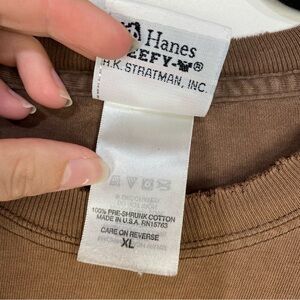 Hanes
EEFY-®
H.K. STRATMAN, INC.
100% PRE-SHRUNK COTTON
MADE IN U.S.A. RN15763
CARE ON REVERSE
XL